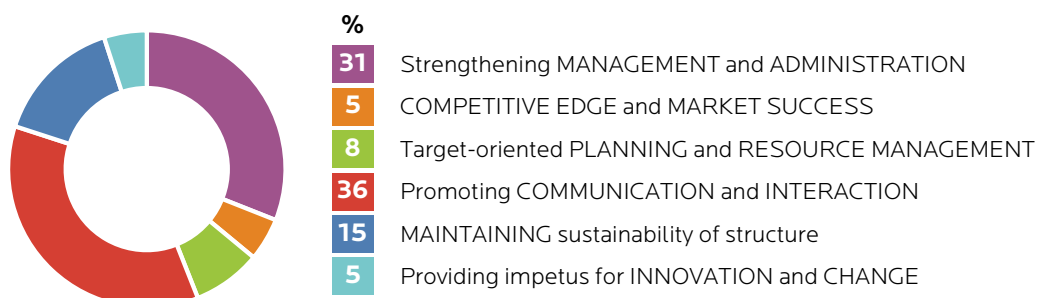 %
31 Strengthening MANAGEMENT and ADMINISTRATION
5 COMPETITIVE EDGE and MARKET SUCCESS
8 Target-oriented PLANNING and RESOURCE MANAGEMENT
36 Promoting COMMUNICATION and INTERACTION
15 MAINTAINING sustainability of structure
5 Providing impetus for INNOVATION and CHANGE